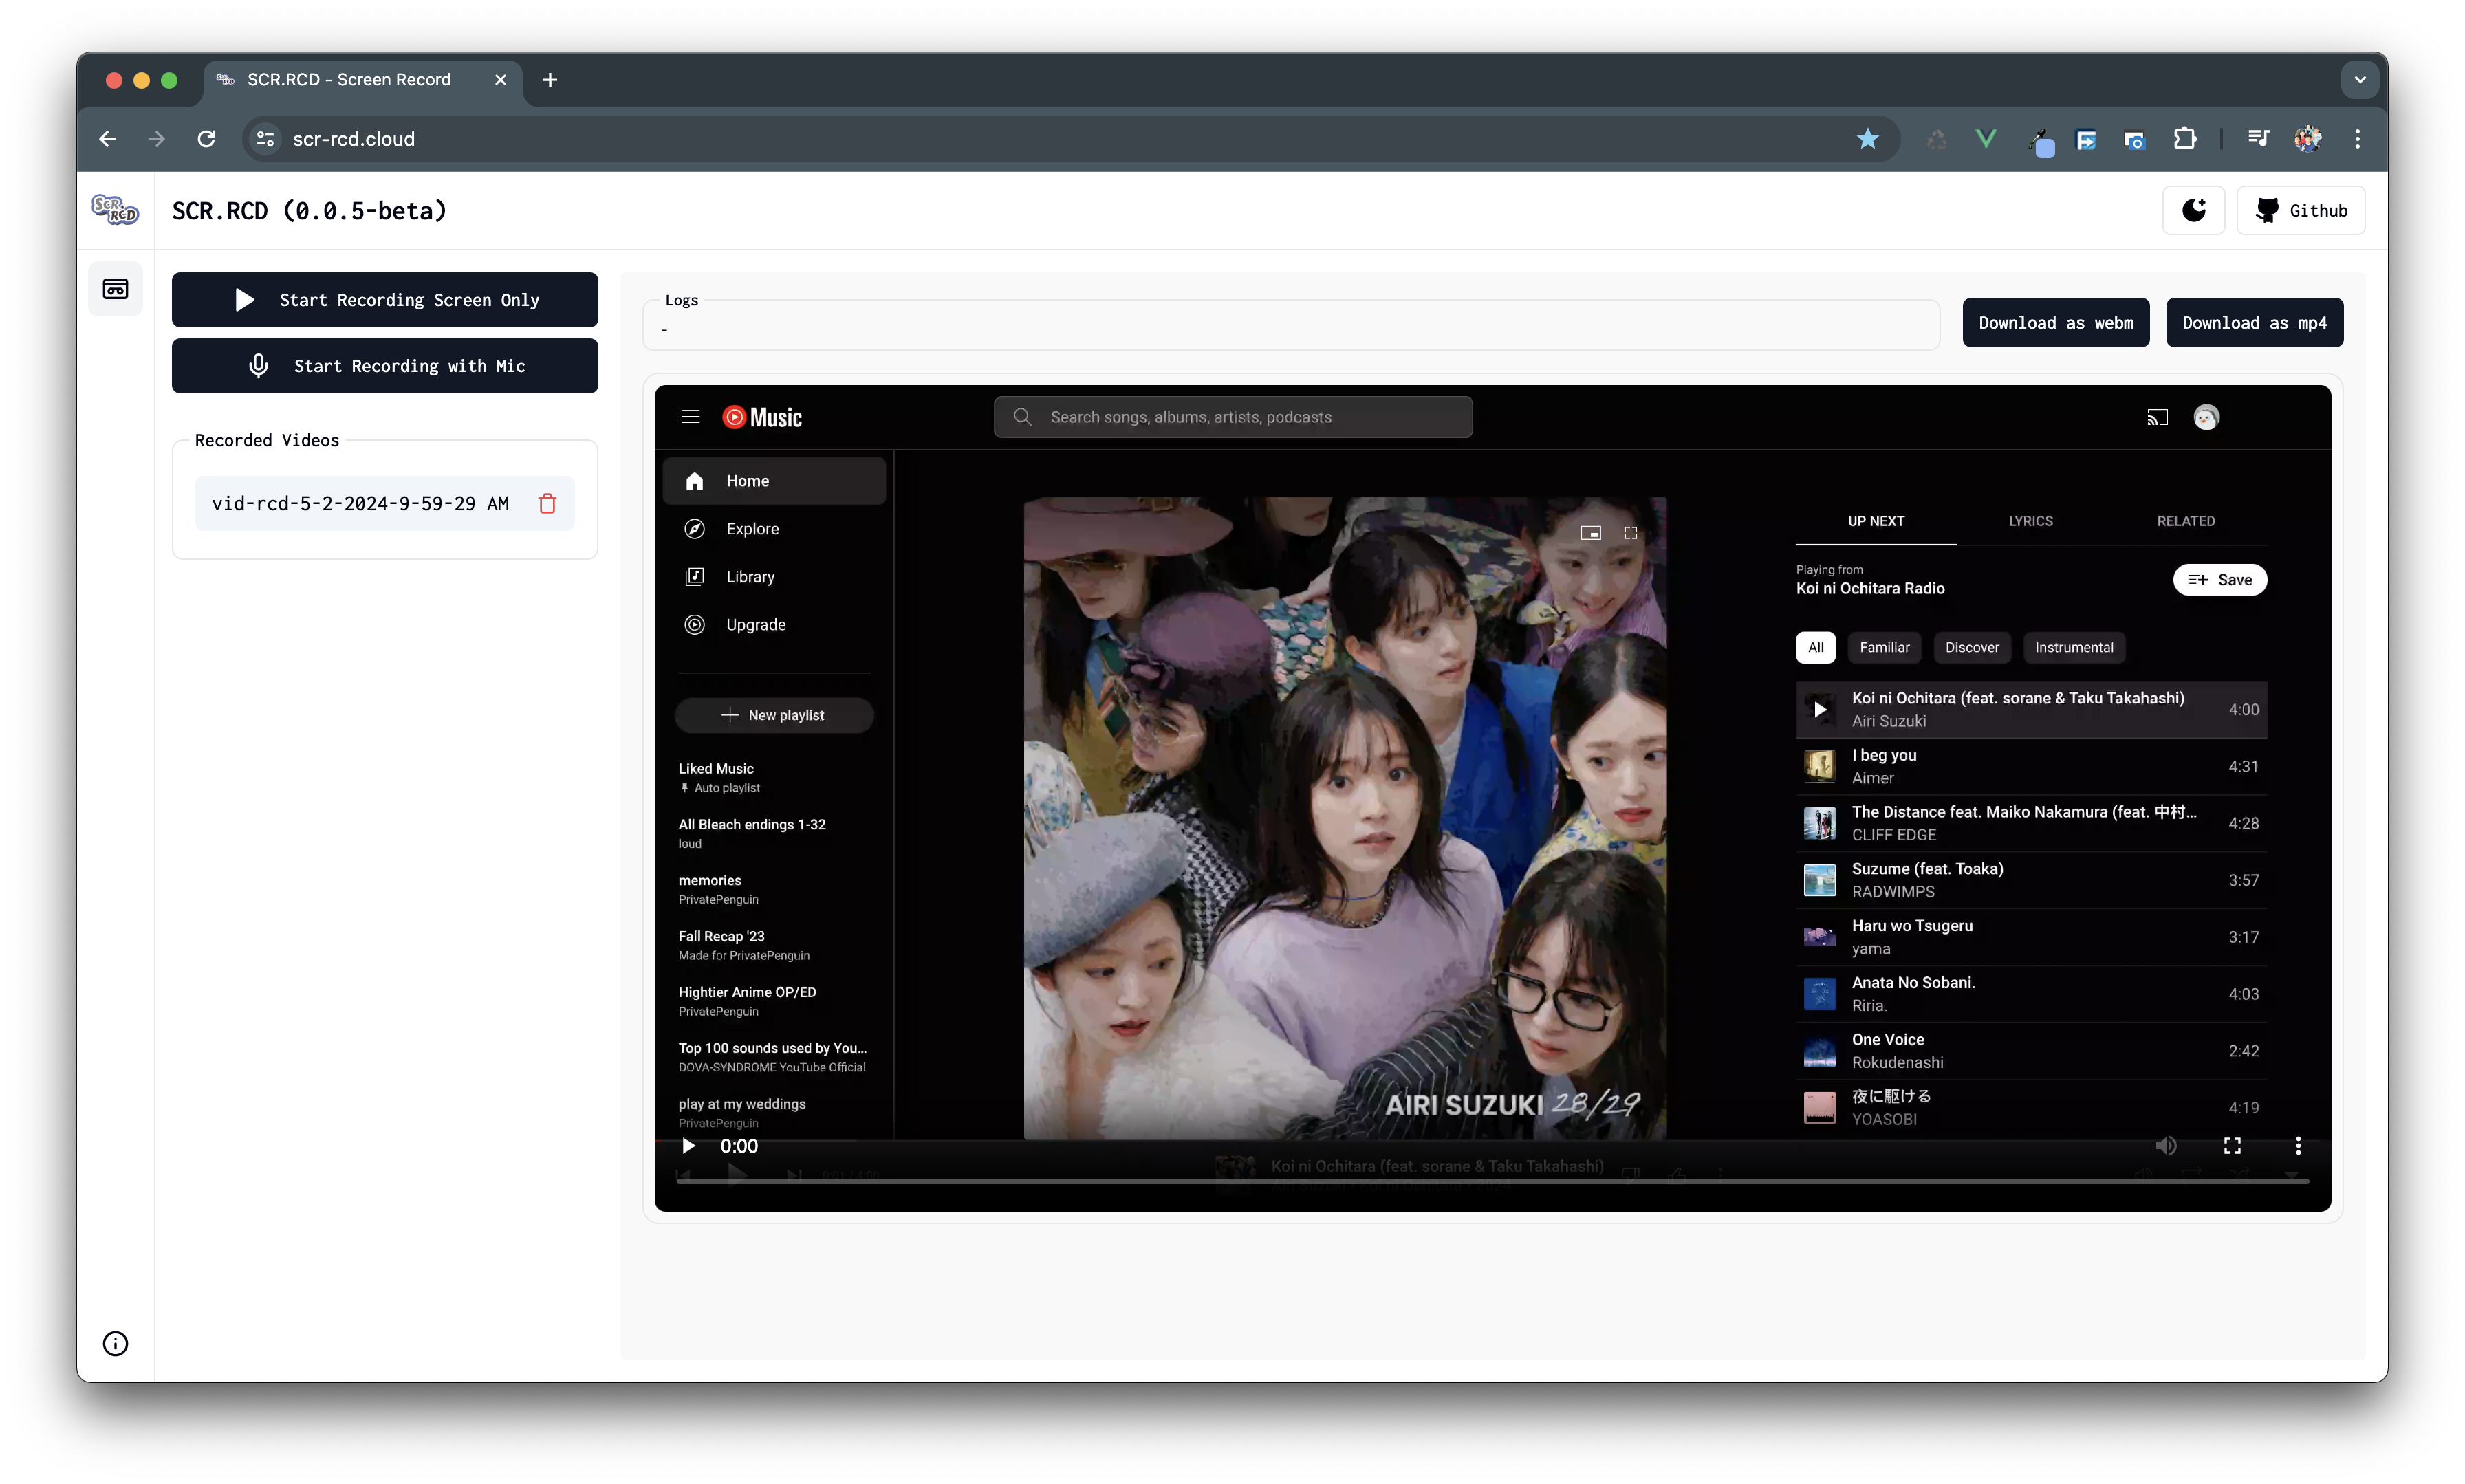 SCR.RCD - Screen Record
scr-rcd.cloud
SCR.RCD
SCR.RCD (0.0.5-beta)
Github
Start Recording Screen Only
Start Recording with Mic
Recorded Videos
vid-rcd-5-2-2024-9-59-29 AM
Logs
-
Download as webm
Download as mp4
Music
Search songs, albums, artists, podcasts
Home
Explore
Library
Upgrade
New playlist
Liked Music
Auto playlist
All Bleach endings 1-32
loud
memories
PrivatePenguin
Fall Recap '23
Made for PrivatePenguin
Hightier Anime OP/ED
PrivatePenguin
Top 100 sounds used by You...
DOVA-SYNDROME YouTube Official
play at my weddings
PrivatePenguin
AIRI SUZUKI 28/29
UP NEXT LYRICS RELATED
Playing from
Koi ni Ochitara Radio
Save
All Familiar Discover Instrumental
Koi ni Ochitara (feat. sorane & Taku Takahashi)
Airi Suzuki
4:00
I beg you
Aimer
4:31
The Distance feat. Maiko Nakamura (feat. 中村...
CLIFF EDGE
4:28
Suzume (feat. Toaka)
RADWIMPS
3:57
Haru wo Tsugeru
yama
3:17
Anata No Sobani.
Riria.
4:03
One Voice
Rokudenashi
2:42
夜に駆ける
YOASOBI
4:19
0:00
0:01 / 4:00
Koi ni Ochitara (feat. sorane & Taku Takahashi)